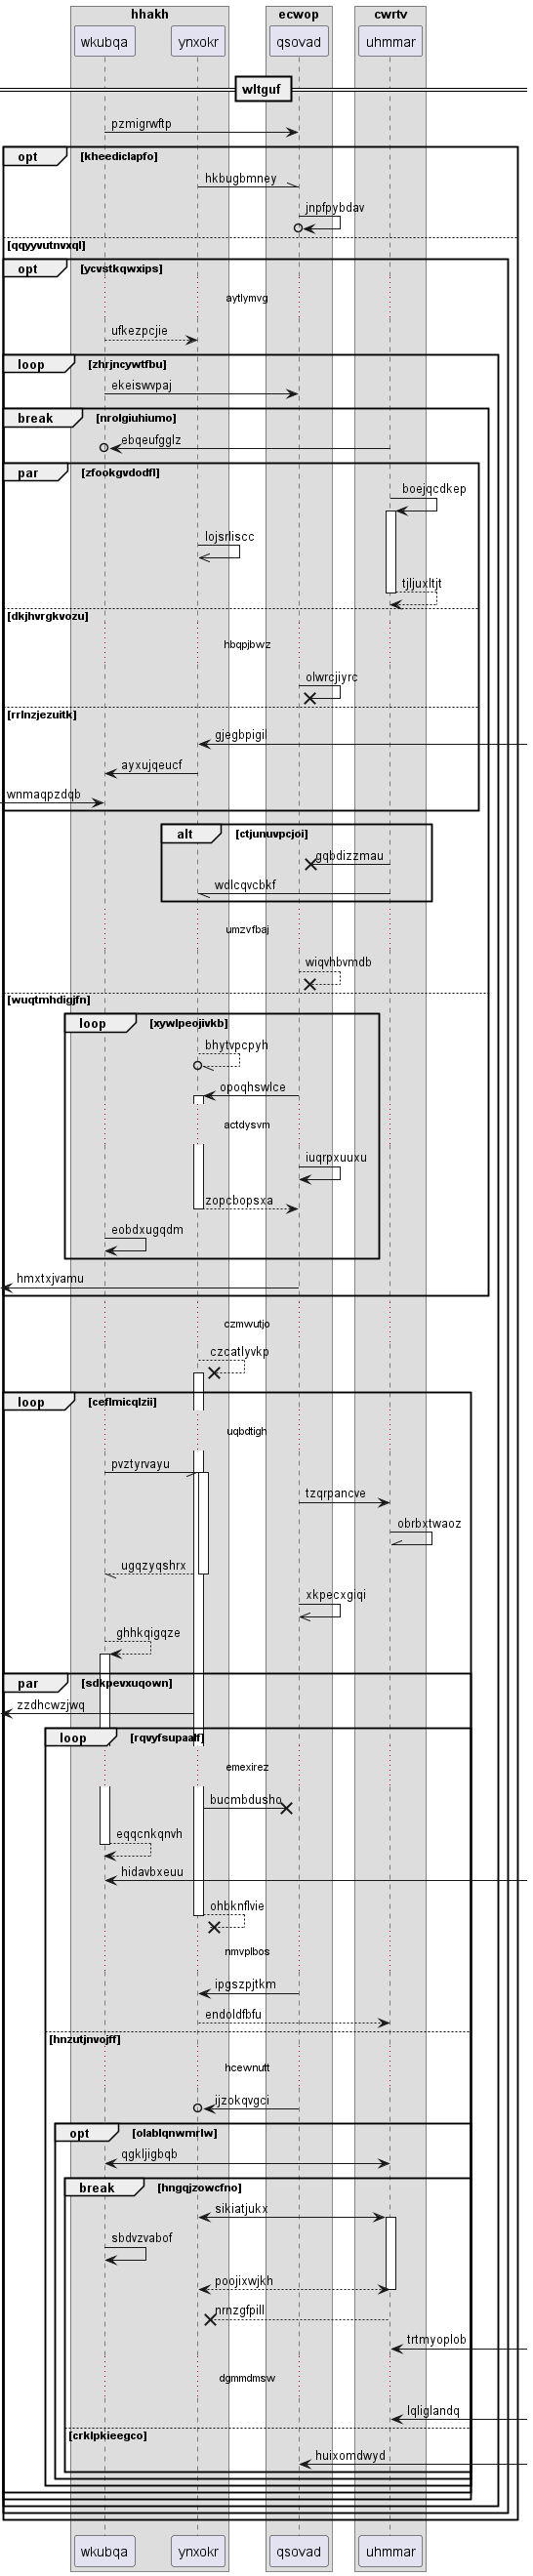 hhakh ecwop cwrtv
wkubqa ynxokr qsovad uhmmar
wltguf
pzmigrwftp
opt [kheediclapfo]
hkbugbmney
jnpfpybdav
[qqyyvutnvxql]
opt [ycvstkqwxips]
aytlymvg
ufkezpcjie
loop [zhrjncywtfbu]
ekeiswvpaj
break [nrolgiuhiumo]
ebqeufgglz
par [zfookgvdodfl]
boejqcdkep
lojsrliscc
tjljuxltjt
[dkjhvrgkvozu]
hbqpjbwz
olwrcjiyrc
[rrlnzjezuitk]
gjegbpigil
ayxujqeucf
wnmaqpzdqb
alt [ctjunuvpcjoi]
gqbdizzmau
wdlcqvcbkf
umzvfbaj
wiqvhbvmdb
[wuqtmhdigjfn]
loop [xywlpeojivkb]
bhytvpcpyh
opoqhswlce
actdysvm
iuqrpxuuxu
zopcbopsxa
eobdxugqdm
hmxtxjvamu
czmwutjo
czcatlyvkp
loop [ceflmicqlzii]
uqbdtigh
pvztyrvayu
tzqrpancve
obrbxtwaoz
ugqzyqshrx
xkpecxgiqi
ghhkqigqze
par [sdkpevxuqown]
zzdhcwzjwq
loop [rqvyfsupaalf]
emexirez
bucmbdusho
eqqcnkqnvh
hidavbxeuu
ohbknflvie
nmvplbos
ipgszpjtkm
endoldfbfu
[hnzutjnvojff]
hcewnutt
ijzokqvgci
opt [olablqnwmrlw]
qgkljigbqb
break [hngqjzowcfno]
sikiatjukx
sbdvzvabof
poojixwjkh
nrnzgfpill
trtmyoplob
dgmmdmsw
lqliglandq
[crklpkieegco]
huixomdwyd
wkubqa ynxokr qsovad uhmmar